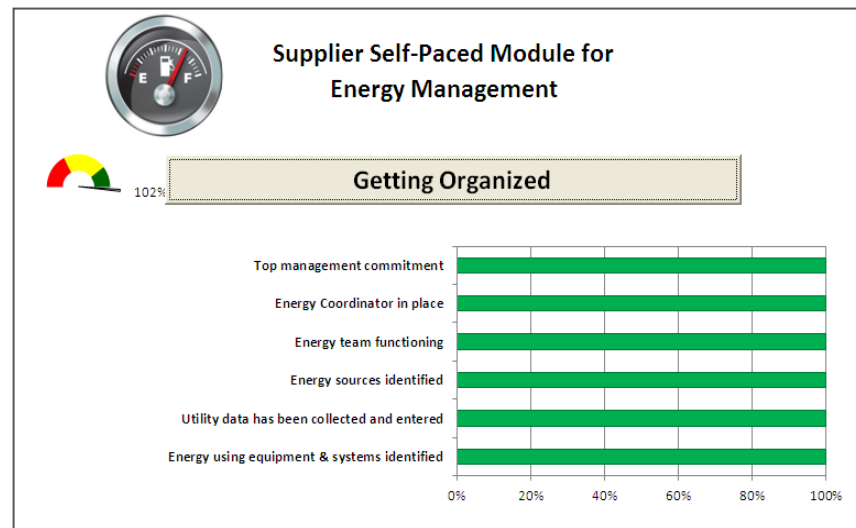 Supplier Self-Paced Module for
Energy Management
E F
102%
Getting Organized
Top management commitment
Energy Coordinator in place
Energy team functioning
Energy sources identified
Utility data has been collected and entered
Energy using equipment & systems identified
0% 20% 40% 60% 80% 100%